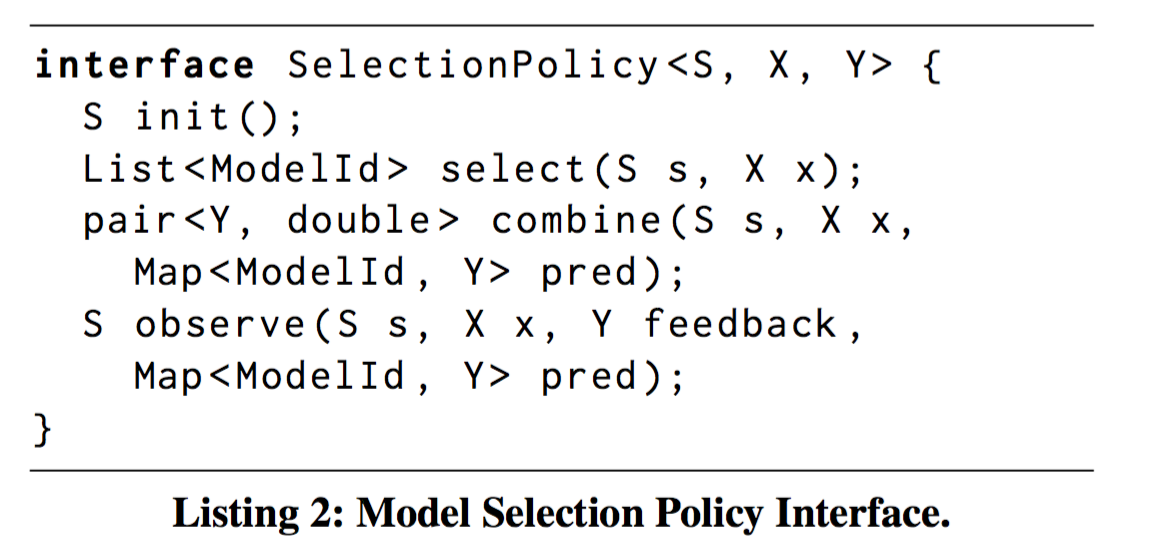 interface SelectionPolicy<S, X, Y> {
  S init();
  List<ModelId> select(S s, X x);
  pair<Y, double> combine(S s, X x,
    Map<ModelId, Y> pred);
  S observe(S s, X x, Y feedback,
    Map<ModelId, Y> pred);
}
Listing 2: Model Selection Policy Interface.